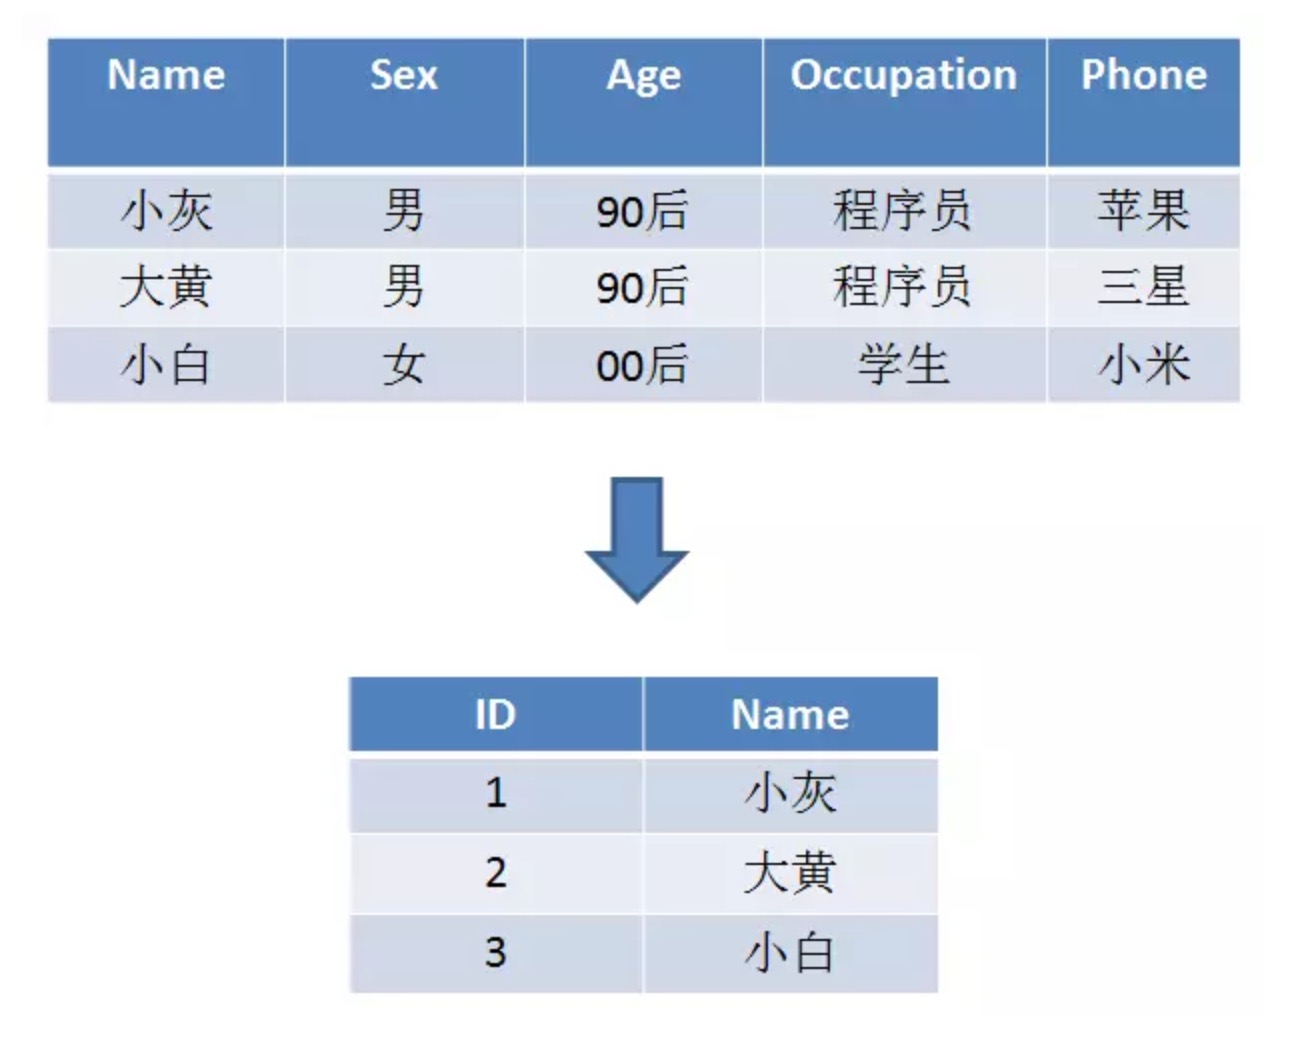 Name Sex Age Occupation Phone
小灰 男 90后 程序员 苹果
大黄 男 90后 程序员 三星
小白 女 00后 学生 小米
ID Name
1 小灰
2 大黄
3 小白